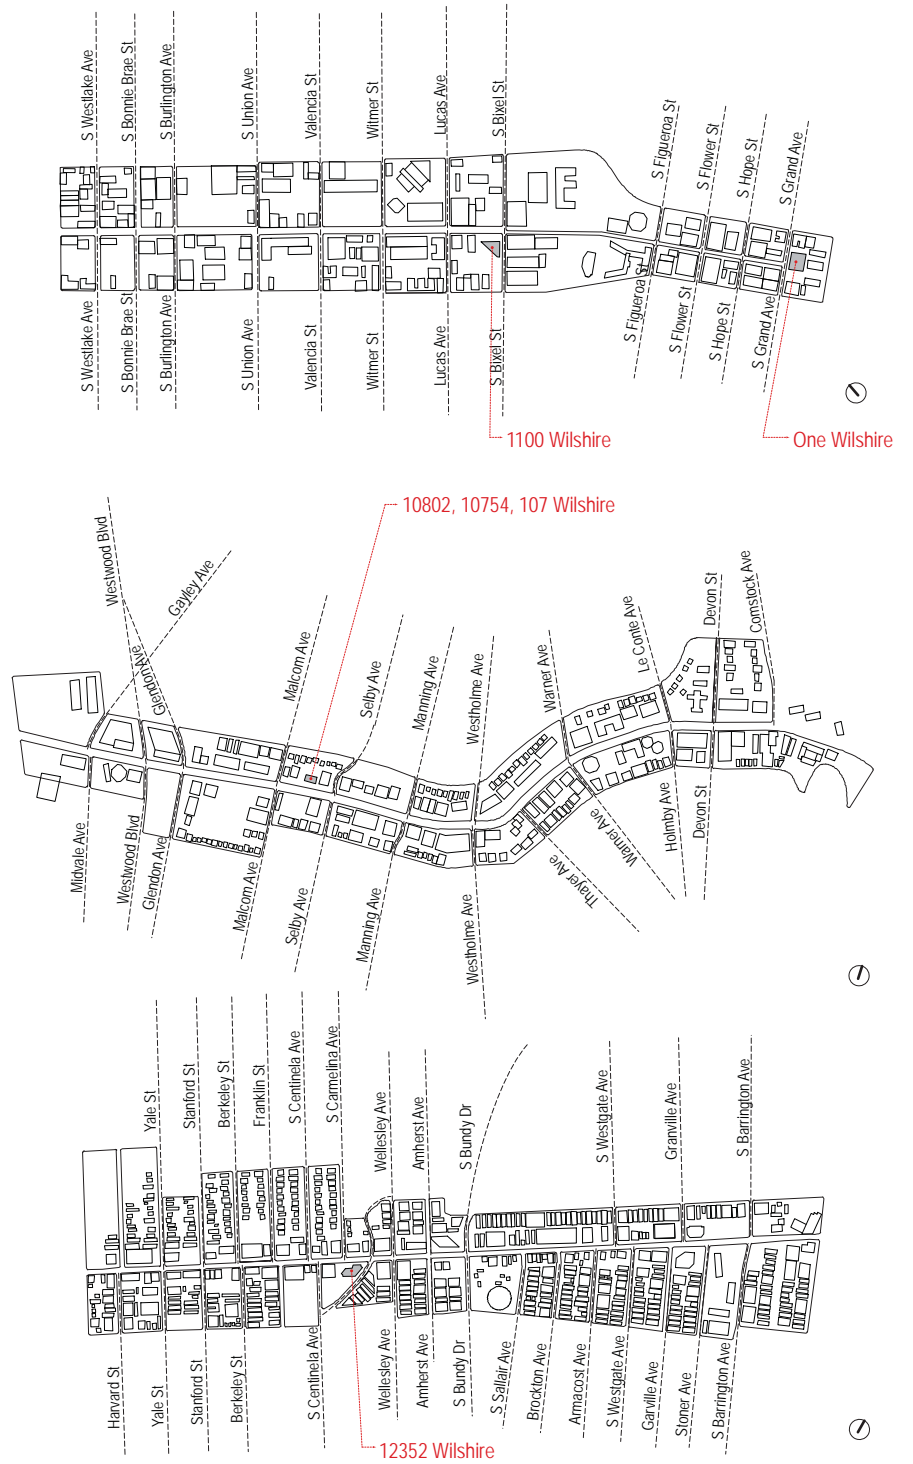 S Westlake Ave
S Bonnie Brae St
S Burlington Ave
S Union Ave
Valencia St
Witmer St
Lucas Ave
S Bixel St
S Figueroa St
S Flower St
S Hope St
S Grand Ave
S Westlake Ave
S Bonnie Brae St
S Burlington Ave
S Union Ave
Valencia St
Witmer St
Lucas Ave
S Bixel St
S Figueroa St
S Flower St
S Hope St
S Grand Ave
1100 Wilshire
One Wilshire
10802, 10754, 107 Wilshire
Westwood Blvd
Gayley Ave
Glendon Ave
Malcom Ave
Selby Ave
Manning Ave
Westholme Ave
Warner Ave
Le Conte Ave
Devon St
Comstock Ave
Midvale Ave
Westwood Blvd
Glendon Ave
Malcom Ave
Selby Ave
Manning Ave
Westholme Ave
Thayer Ave
Warner Ave
Holmby Ave
Devon St
Yale St
Stanford St
Berkeley St
Franklin St
S Centinela Ave
S Carmelina Ave
Wellesley Ave
Amherst Ave
S Bundy Dr
S Westgate Ave
Granville Ave
S Barrington Ave
Harvard St
Yale St
Stanford St
Berkeley St
S Centinela Ave
Wellesley Ave
Amherst Ave
S Bundy Dr
S Sallair Ave
Brockton Ave
Armacost Ave
S Westgate Ave
Garville Ave
Stoner Ave
S Barrington Ave
12352 Wilshire